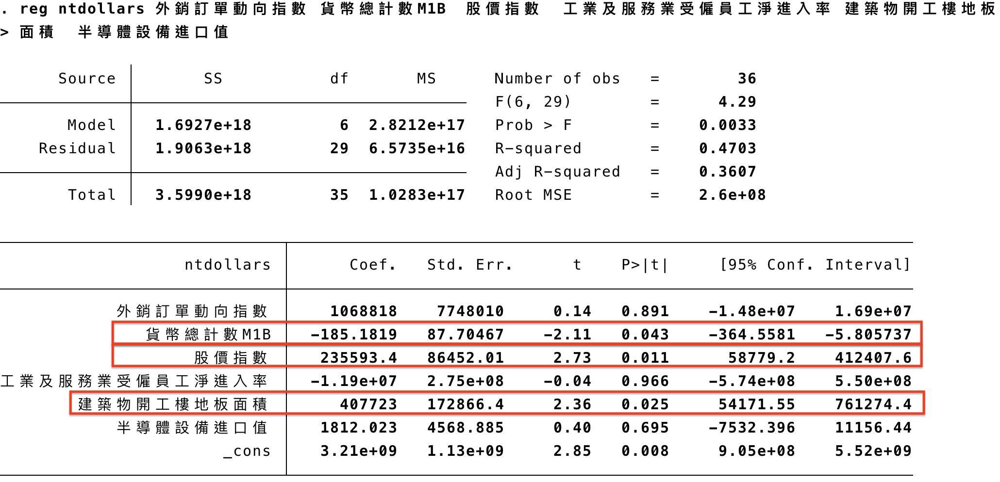 . reg ntdollars 外銷訂單動向指數 貨幣總計數M1B 股價指數 工業及服務業受僱員工淨進入率 建築物開工樓地板
> 面積 半導體設備進口值
Source SS df MS Number of obs = 36
F(6, 29) = 4.29
Model 1.6927e+18 6 2.8212e+17 Prob > F = 0.0033
Residual 1.9063e+18 29 6.5735e+16 R-squared = 0.4703
Adj R-squared = 0.3607
Total 3.5990e+18 35 1.0283e+17 Root MSE = 2.6e+08
ntdollars Coef. Std. Err. t P>|t| [95% Conf. Interval]
外銷訂單動向指數 1068818 7748010 0.14 0.891 -1.48e+07 1.69e+07
貨幣總計數M1B -185.1819 87.70467 -2.11 0.043 -364.5581 -5.805737
股價指數 235593.4 86452.01 2.73 0.011 58779.2 412407.6
工業及服務業受僱員工淨進入率 -1.19e+07 2.75e+08 -0.04 0.966 -5.74e+08 5.50e+08
建築物開工樓地板面積 407723 172866.4 2.36 0.025 54171.55 761274.4
半導體設備進口值 1812.023 4568.885 0.40 0.695 -7532.396 11156.44
_cons 3.21e+09 1.13e+09 2.85 0.008 9.05e+08 5.52e+09